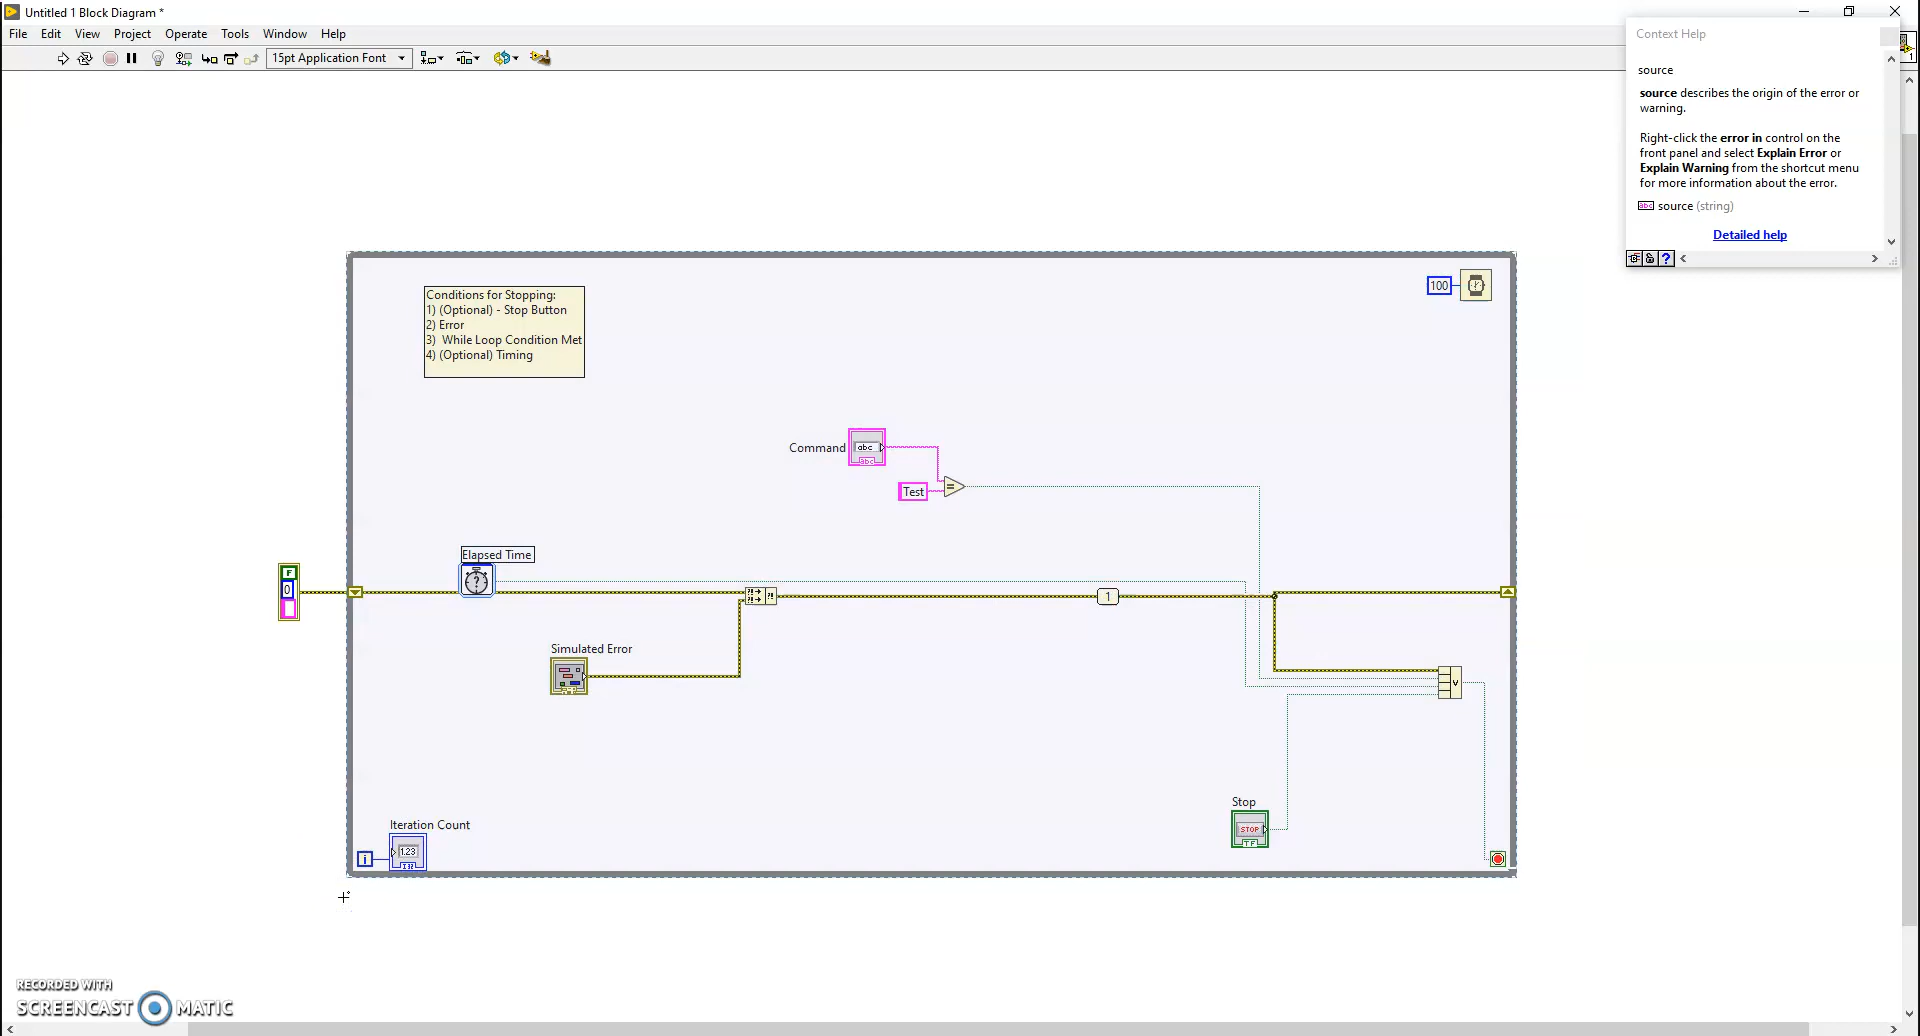 Untitled 1 Block Diagram *
File Edit View Project Operate Tools Window Help
15pt Application Font
Context Help
source
source describes the origin of the error or
warning.
Right-click the error in control on the
front panel and select Explain Error or
Explain Warning from the shortcut menu
for more information about the error.
abc source (string)
Detailed help
?
1
Conditions for Stopping:
1) (Optional) - Stop Button
2) Error
3) While Loop Condition Met
4) (Optional) Timing
100
Command
abc
abc
Test
=
Elapsed Time
?
F
0
1
Simulated Error
v
Stop
STOP
TF
Iteration Count
i
1.23
RECORDED WITH
SCREENCAST MATIC